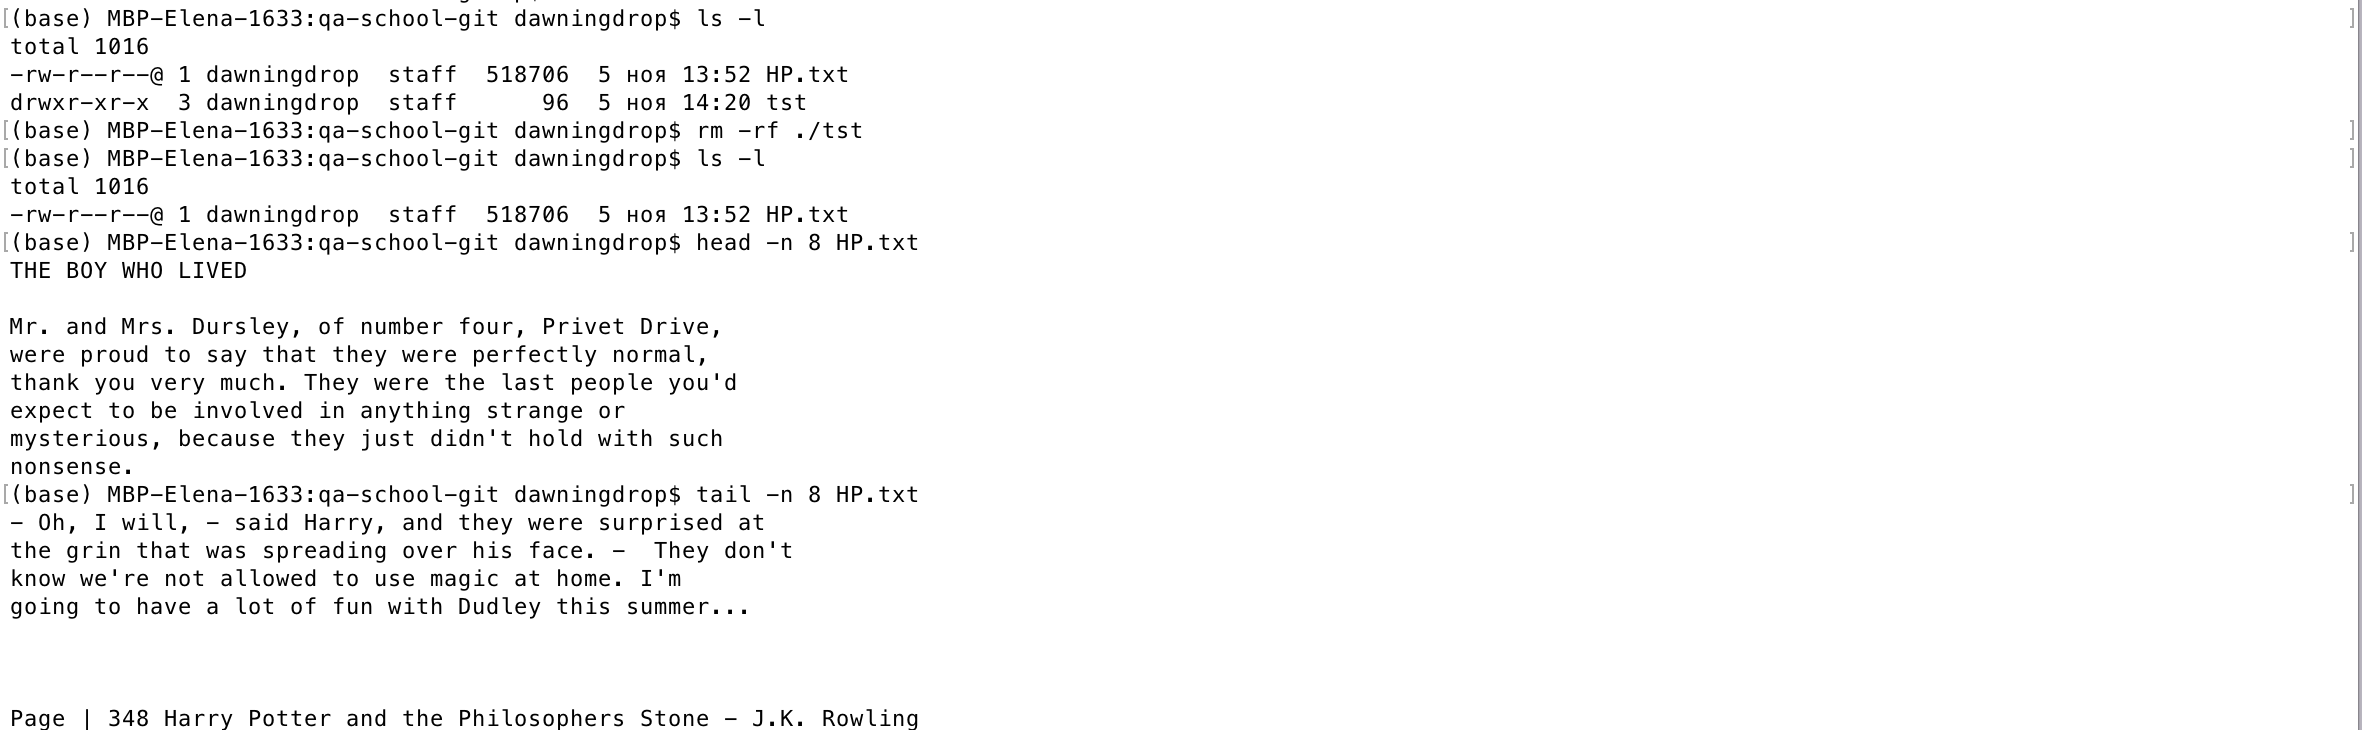 [(base) MBP-Elena-1633:qa-school-git dawningdrop$ ls -l ]
total 1016
-rw-r--r--@ 1 dawningdrop  staff  518706  5 ноя 13:52 HP.txt
drwxr-xr-x  3 dawningdrop  staff      96  5 ноя 14:20 tst
[(base) MBP-Elena-1633:qa-school-git dawningdrop$ rm -rf ./tst ]
[(base) MBP-Elena-1633:qa-school-git dawningdrop$ ls -l ]
total 1016
-rw-r--r--@ 1 dawningdrop  staff  518706  5 ноя 13:52 HP.txt
[(base) MBP-Elena-1633:qa-school-git dawningdrop$ head -n 8 HP.txt ]
THE BOY WHO LIVED
Mr. and Mrs. Dursley, of number four, Privet Drive,
were proud to say that they were perfectly normal,
thank you very much. They were the last people you'd
expect to be involved in anything strange or
mysterious, because they just didn't hold with such
nonsense.
[(base) MBP-Elena-1633:qa-school-git dawningdrop$ tail -n 8 HP.txt ]
- Oh, I will, - said Harry, and they were surprised at
the grin that was spreading over his face. -  They don't
know we're not allowed to use magic at home. I'm
going to have a lot of fun with Dudley this summer...
Page | 348 Harry Potter and the Philosophers Stone - J.K. Rowling